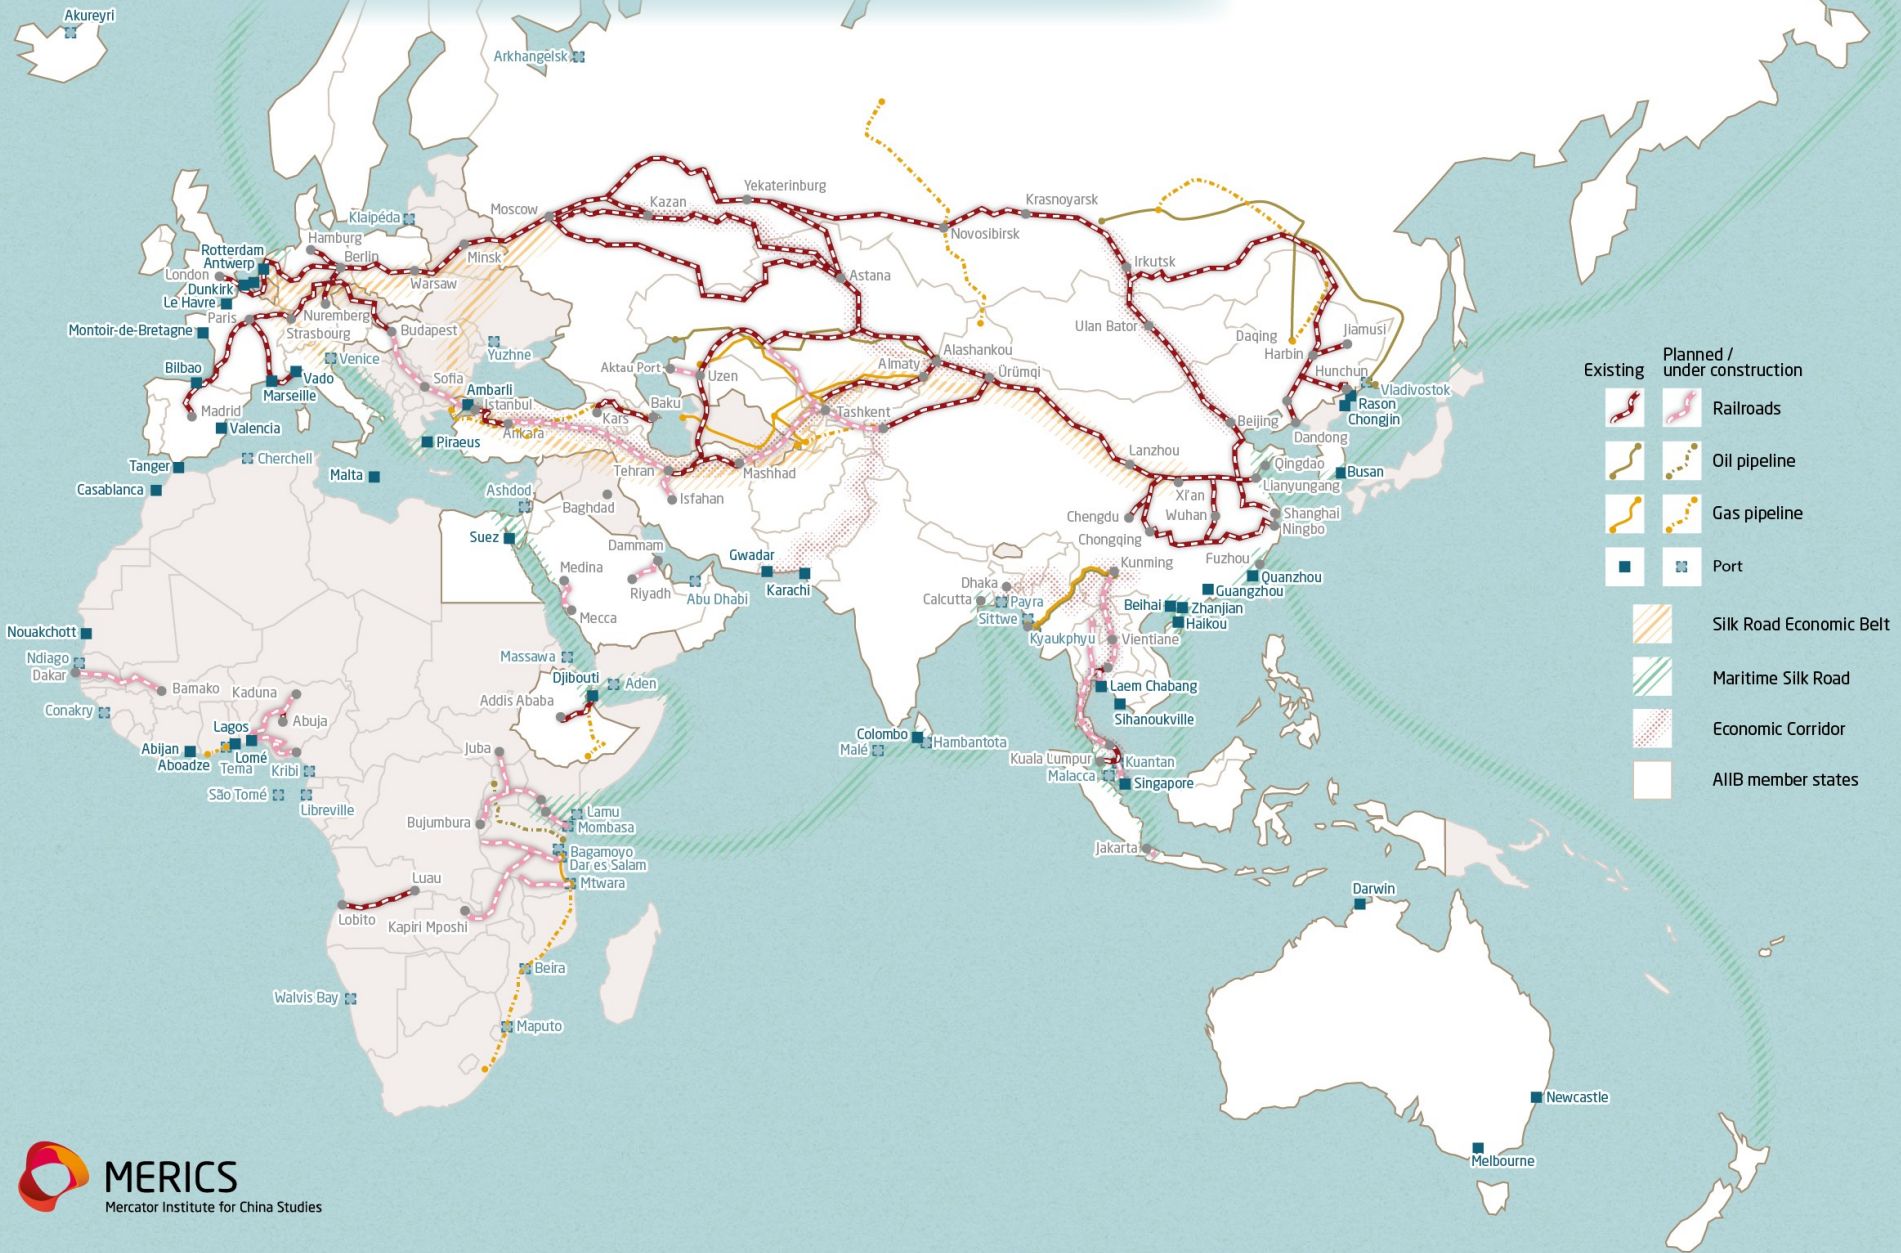 Akureyri
Arkhangelsk
Klaipéda
Moscow
Kazan
Yekaterinburg
Krasnoyarsk
Novosibirsk
Hamburg
Berlin
Minsk
Warsaw
Rotterdam
Antwerp
London
Dunkirk
Le Havre
Paris
Nuremberg
Strasbourg
Montoir-de-Bretagne
Budapest
Venice
Yuzhne
Astana
Irkutsk
Ulan Bator
Daqing
Jiamusi
Harbin
Hunchun
Vladivostok
Rason
Chongjin
Bilbao
Vado
Marseille
Madrid
Valencia
Sofia
Ambarli
Istanbul
Ankara
Kars
Baku
Aktau Port
Uzen
Almaty
Alashankou
Ürümqi
Tashkent
Beijing
Dandong
Tanger
Casablanca
Cherchell
Malta
Piraeus
Tehran
Mashhad
Isfahan
Lanzhou
Qingdao
Lianyungang
Busan
Ashdod
Baghdad
Suez
Xi'an
Chengdu
Wuhan
Chongqing
Shanghai
Ningbo
Fuzhou
Dammam
Medina
Riyadh
Mecca
Abu Dhabi
Gwadar
Karachi
Kunming
Dhaka
Calcutta
Payra
Sittwe
Kyaukphyu
Vientiane
Quanzhou
Guangzhou
Beihai
Zhanjian
Haikou
Nouakchott
Ndiago
Dakar
Bamako
Conakry
Kaduna
Abuja
Lagos
Abijan
Aboadze
Lomé
Tema
Kribi
São Tomé
Libreville
Massawa
Djibouti
Aden
Addis Ababa
Juba
Lamu
Mombasa
Bujumbura
Bagamoyo
Dar es Salam
Mtwara
Luau
Lobito
Kapiri Mposhi
Beira
Walvis Bay
Maputo
Colombo
Malé
Hambantota
Laem Chabang
Sihanoukville
Kuala Lumpur
Kuantan
Malacca
Singapore
Jakarta
Darwin
Newcastle
Melbourne
Existing
Planned /
under construction
Railroads
Oil pipeline
Gas pipeline
Port
Silk Road Economic Belt
Maritime Silk Road
Economic Corridor
AIIB member states
MERICS
Mercator Institute for China Studies